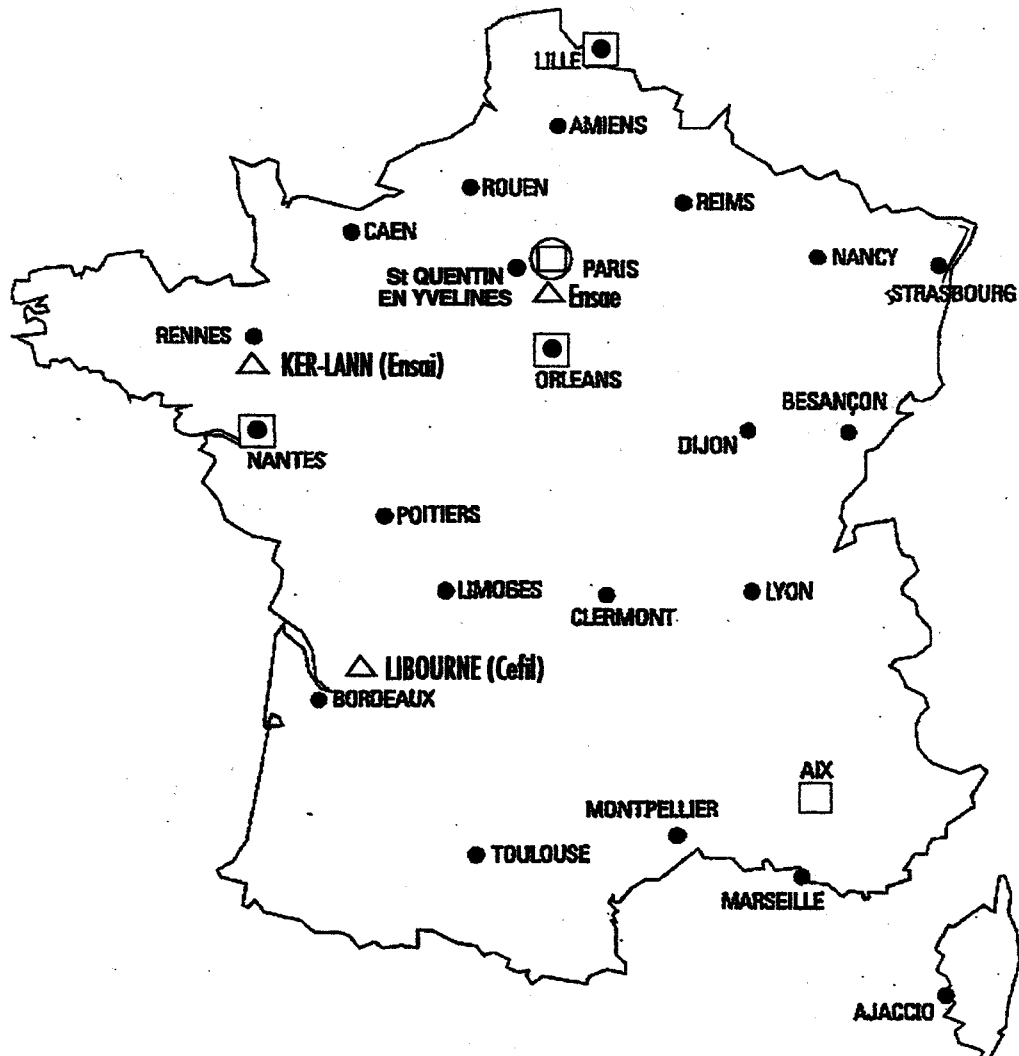 LILLE
AMIENS
ROUEN
REIMS
CAEN
NANCY
St QUENTIN
EN YVELINES
PARIS
Ensae
STRASBOURG
RENNES
KER-LANN (Ensai)
ORLEANS
BESANÇON
DIJON
NANTES
POITIERS
LIMOGES
CLERMONT
LYON
LIBOURNE (Cefil)
BORDEAUX
AIX
MONTPELLIER
TOULOUSE
MARSEILLE
AJACCIO